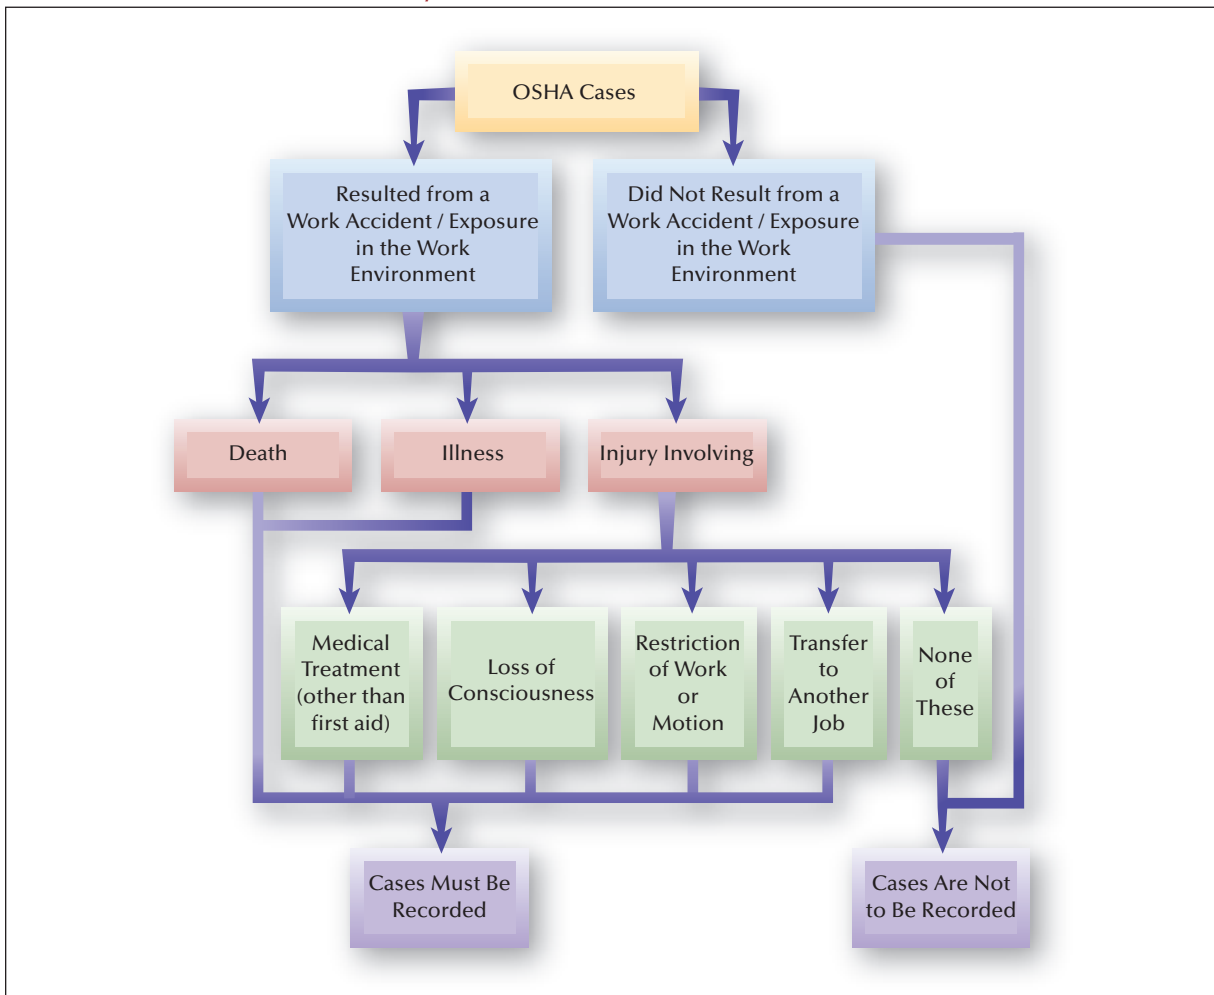 OSHA Cases
Resulted from a
Work Accident / Exposure
in the Work
Environment
Did Not Result from a
Work Accident / Exposure
in the Work
Environment
Death
Illness
Injury Involving
Medical
Treatment
(other than
first aid)
Loss of
Consciousness
Restriction
of Work
or
Motion
Transfer
to
Another
Job
None
of
These
Cases Must Be
Recorded
Cases Are Not
to Be Recorded